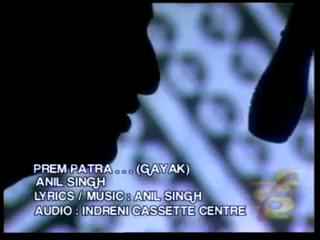 PREM PATRA . . . (GAYAK)
ANIL SINGH
LYRICS / MUSIC : ANIL SINGH
AUDIO : INDRENI CASSETTE CENTRE